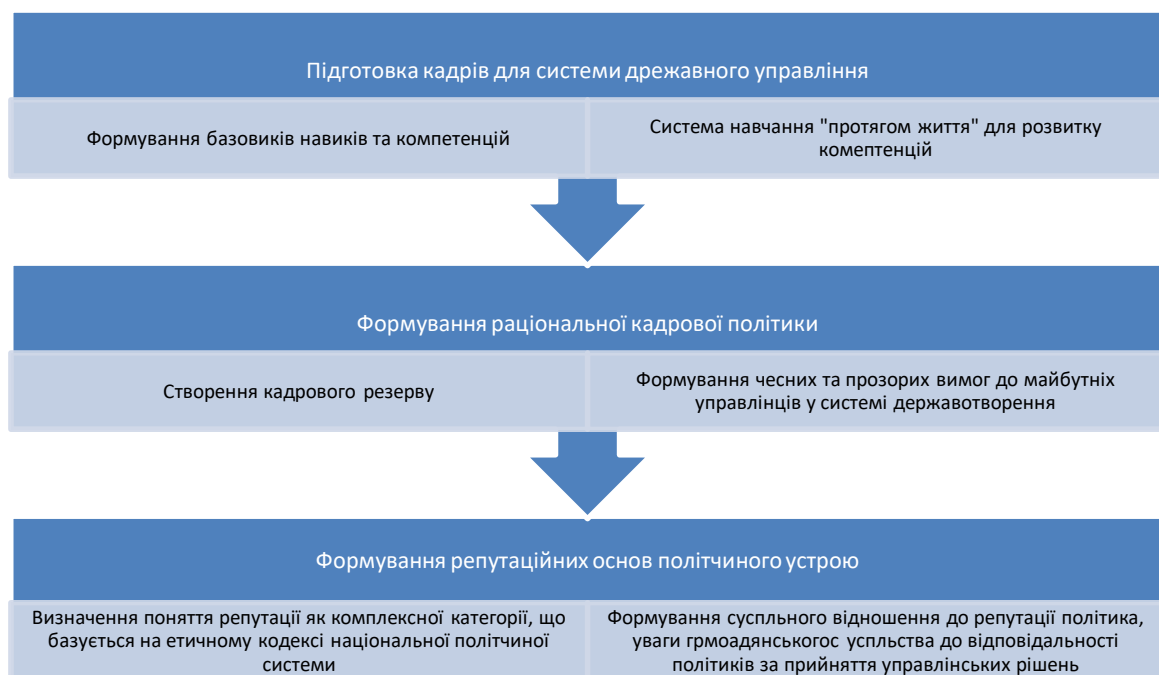 Підготовка кадрів для системи дрежавного управління
Формування базовиків навиків та компетенцій
Система навчання "протягом життя" для розвитку
комептенцій
Формування раціональної кадрової політики
Створення кадрового резерву
Формування чесних та прозорих вимог до майбутніх
управлінців у системі державотворення
Формування репутаційних основ політчиного устрою
Визначення поняття репутації як комплексної категорії, що
базується на етичному кодексі національної політчиної
системи
Формування суспльного відношення до репутації політика,
уваги грмоадянськогос успльства до відповідальності
політиків за прийняття управлінських рішень